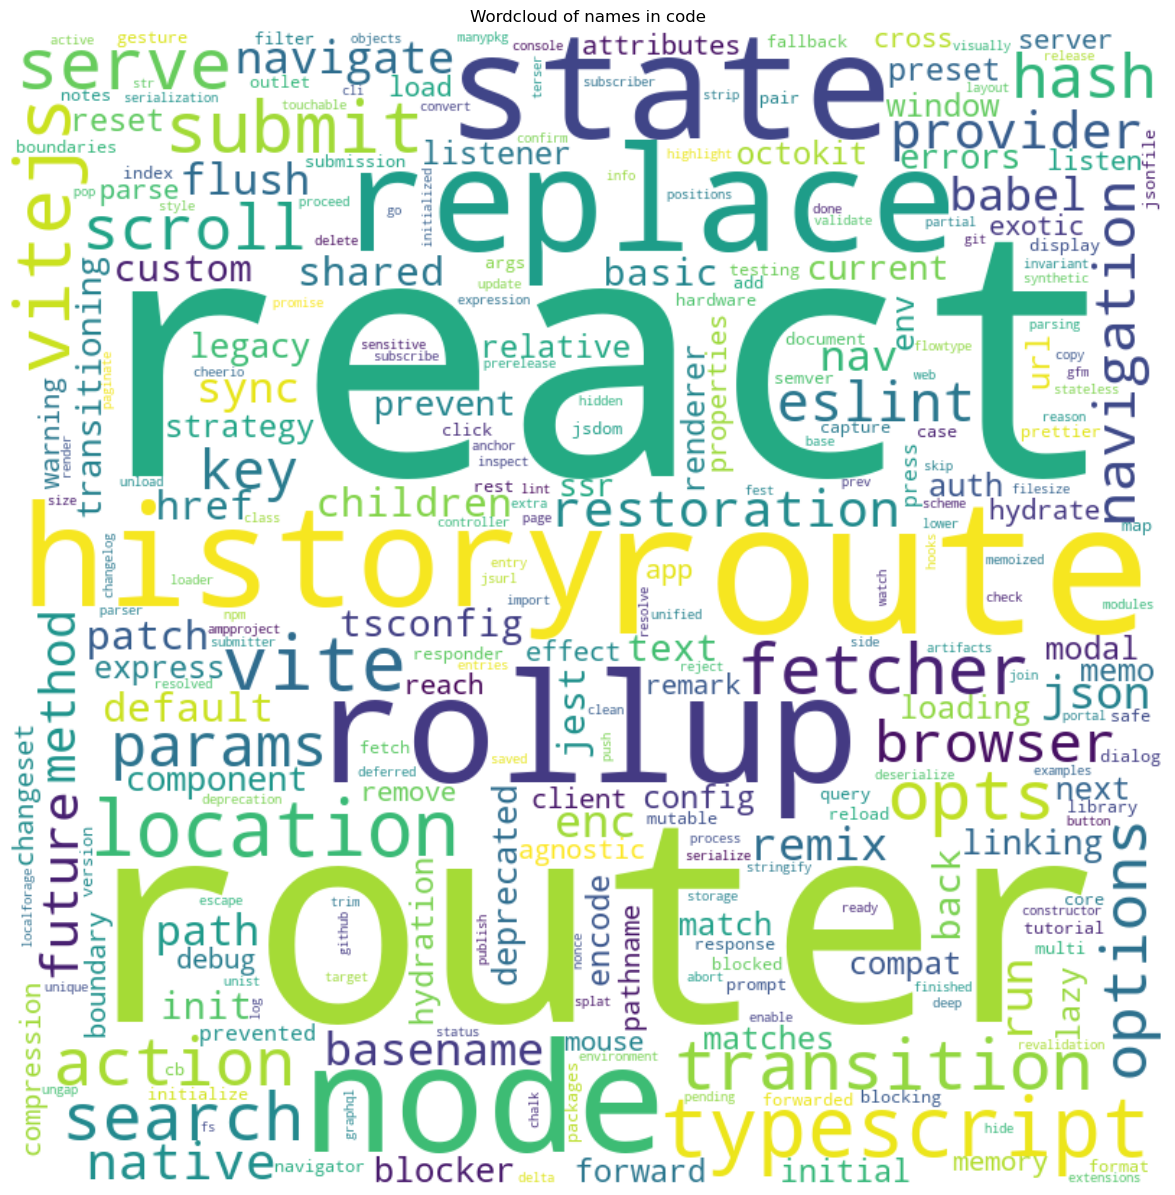 Wordcloud of names in code
active gesture filter objects manypkg console attributes fallback cross visually server release
serve navigate state hash
str outlet cli load terser subscriber strip pair preset layout
notes serialization touchable convert window
vitejs reset submit confirm provider
boundaries submission listener highlight octokit errors listen jsonfile
index parse flush replace info babel
pop style proceed go initialized positions done validate partial exotic
scroll delete git display navigation
custom shared args basic testing current invariant
transitioning update add synthetic
promise react expression hardware env parsing
legacy sensitive relative properties document nav flowtype url copy
cheerio subscribe prerelease renderer semver web gfm
paginate sync prevent hidden eslint stateless
warning strategy click jsdom capture case reason prettier
render anchor inspect base
key unload rest lint ssr fest prev press skip auth filesize
size href class children extra page restoration scheme hydrate
controller lower map
history route
changelog loader entry jsurl app hooks memoized
import resolve watch check modules
parser npm tsconfig unified
patch ampproject submitter side artifacts modal
method express vite responder effect text fetcher memo
resolved entries reject join
default reach rollup remark json
clean loading portal safe
params fetch jest push browser dialog
component deferred saved deserialize examples
localforage changeset future deprecation remove client config query opts next
mutable reload library button
location enc process
version agnostic serialize remix linking options
deprecated stringify
router back
escape trim hydration encode storage ready core
boundary path github publish nonce pathname match constructor tutorial
debug response multi
unist target blocked compat
unique init log splat abort prompt finished run lazy
compression enable deep
prevented status mouse matches revalidation
action basename environment transition
cb node
ungap initialize packages pending forwarded blocking
search fs graphql chalk typescript hide
native navigator blocker delta forward initial memory format
extensions